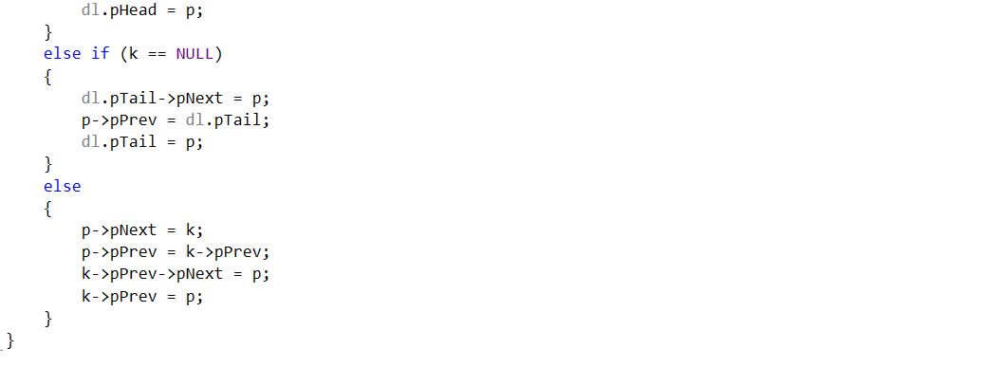 dl.pHead = p;
    }
    else if (k == NULL)
    {
        dl.pTail->pNext = p;
        p->pPrev = dl.pTail;
        dl.pTail = p;
    }
    else
    {
        p->pNext = k;
        p->pPrev = k->pPrev;
        k->pPrev->pNext = p;
        k->pPrev = p;
    }
}